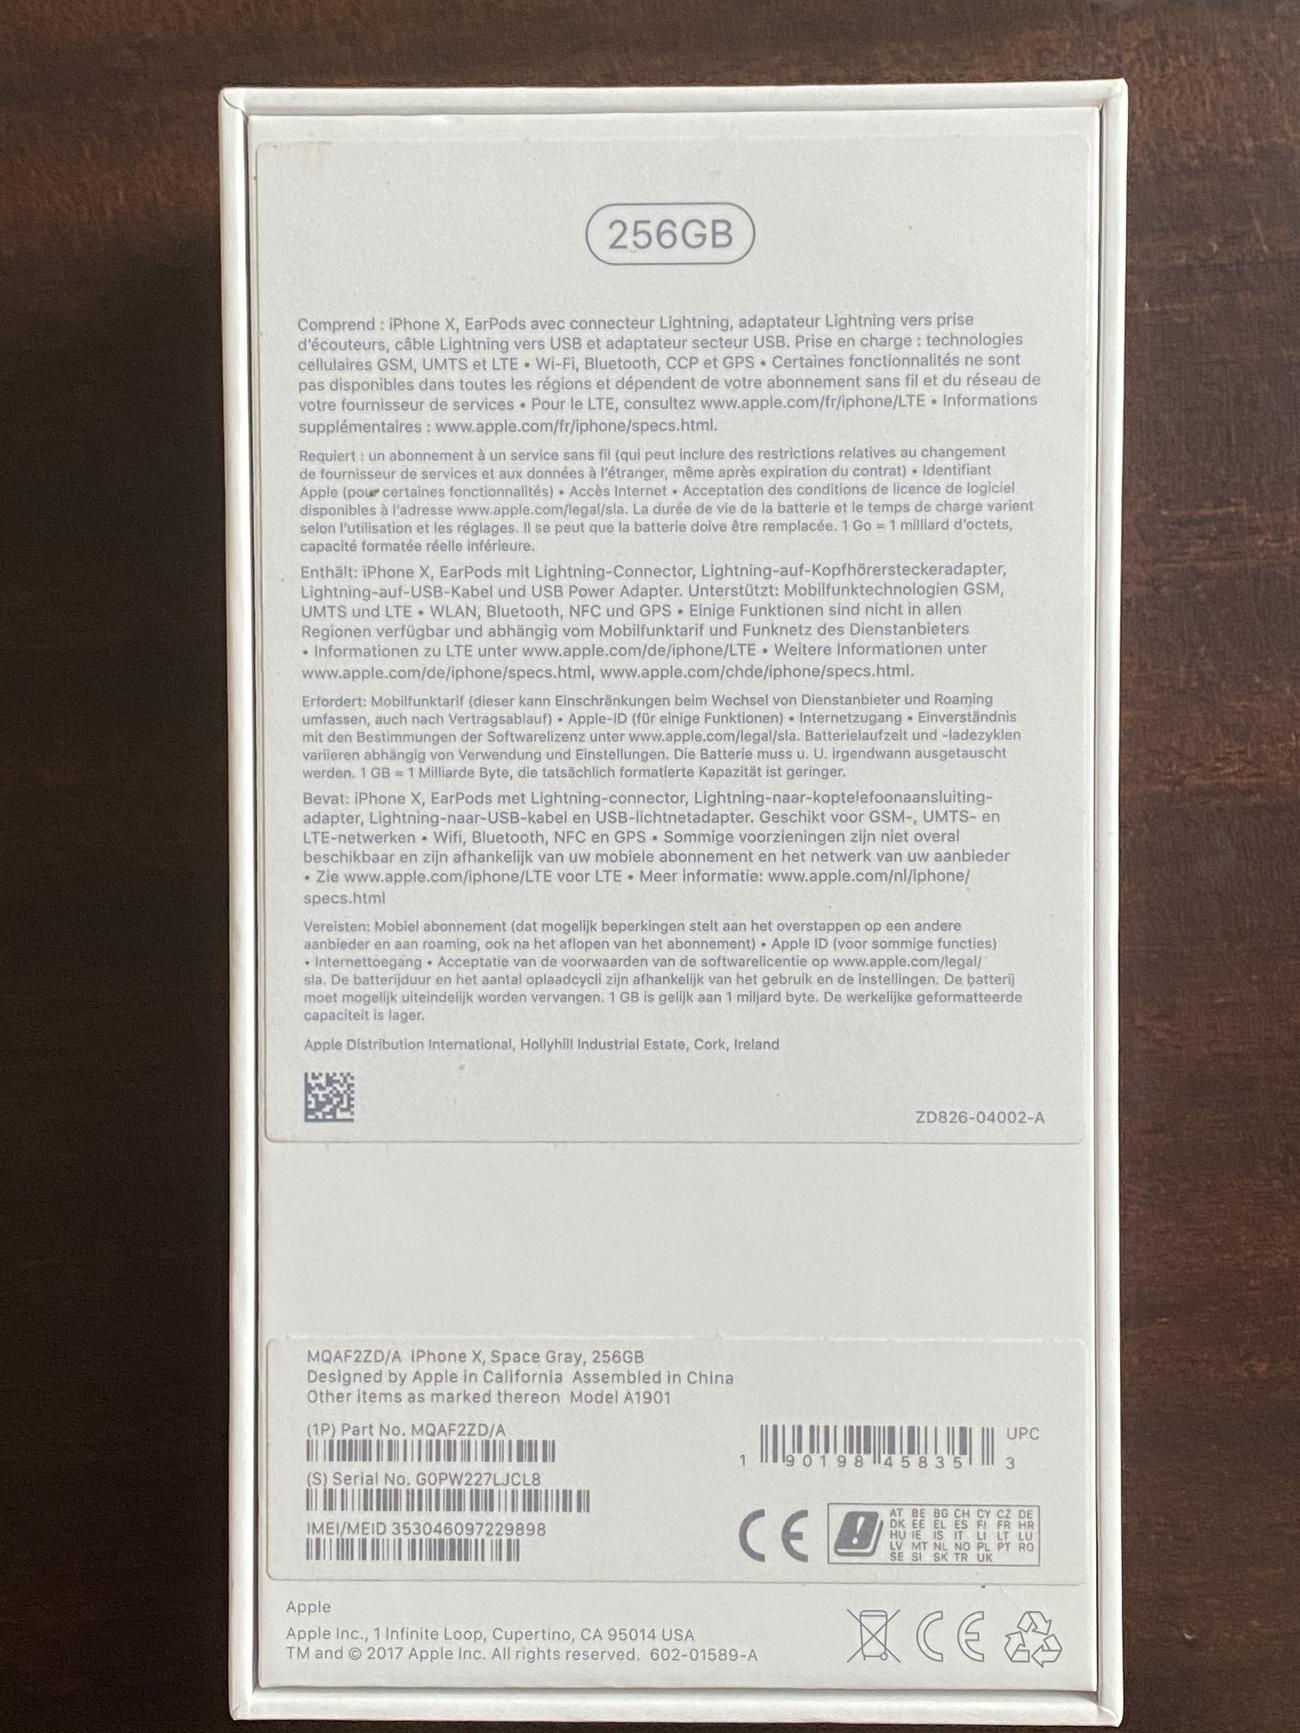 256GB
Comprend : iPhone X, EarPods avec connecteur Lightning, adaptateur Lightning vers prise
d'écouteurs, câble Lightning vers USB et adaptateur secteur USB. Prise en charge : technologies
cellulaires GSM, UMTS et LTE • Wi-Fi, Bluetooth, CCP et GPS • Certaines fonctionnalités ne sont
pas disponibles dans toutes les régions et dépendent de votre abonnement sans fil et du réseau de
votre fournisseur de services • Pour le LTE, consultez www.apple.com/fr/iphone/LTE • Informations
supplémentaires : www.apple.com/fr/iphone/specs.html.
Requiert : un abonnement à un service sans fil (qui peut inclure des restrictions relatives au changement
de fournisseur de services et aux données à l'étranger, même après expiration du contrat) • Identifiant
Apple (pour certaines fonctionnalités) • Accès Internet • Acceptation des conditions de licence de logiciel
disponibles à l'adresse www.apple.com/legal/sla. La durée de vie de la batterie et le temps de charge varient
selon l'utilisation et les réglages. Il se peut que la batterie doive être remplacée. 1 Go = 1 milliard d'octets,
capacité formatée réelle inférieure.
Enthält: iPhone X, EarPods mit Lightning-Connector, Lightning-auf-Kopfhörersteckeradapter,
Lightning-auf-USB-Kabel und USB Power Adapter. Unterstützt: Mobilfunktechnologien GSM,
UMTS und LTE • WLAN, Bluetooth, NFC und GPS • Einige Funktionen sind nicht in allen
Regionen verfügbar und abhängig vom Mobilfunktarif und Funknetz des Dienstanbieters
• Informationen zu LTE unter www.apple.com/de/iphone/LTE • Weitere Informationen unter
www.apple.com/de/iphone/specs.html, www.apple.com/chde/iphone/specs.html.
Erfordert: Mobilfunktarif (dieser kann Einschränkungen beim Wechsel von Dienstanbieter und Roaming
umfassen, auch nach Vertragsablauf) • Apple-ID (für einige Funktionen) • Internetzugang • Einverständnis
mit den Bestimmungen der Softwarelizenz unter www.apple.com/legal/sla. Batterielaufzeit und -ladezyklen
variieren abhängig von Verwendung und Einstellungen. Die Batterie muss u. U. irgendwann ausgetauscht
werden. 1 GB = 1 Milliarde Byte, die tatsächlich formatierte Kapazität ist geringer.
Bevat: iPhone X, EarPods met Lightning-connector, Lightning-naar-koptelefoonaansluiting-
adapter, Lightning-naar-USB-kabel en USB-lichtnetadapter. Geschikt voor GSM-, UMTS- en
LTE-netwerken • Wifi, Bluetooth, NFC en GPS • Sommige voorzieningen zijn niet overal
beschikbaar en zijn afhankelijk van uw mobiele abonnement en het netwerk van uw aanbieder
• Zie www.apple.com/iphone/LTE voor LTE • Meer informatie: www.apple.com/nl/iphone/
specs.html
Vereisten: Mobiel abonnement (dat mogelijk beperkingen stelt aan het overstappen op een andere
aanbieder en aan roaming, ook na het aflopen van het abonnement) • Apple ID (voor sommige functies)
• Internettoegang • Acceptatie van de voorwaarden van de softwarelicentie op www.apple.com/legal/
sla. De batterijduur en het aantal oplaadcycli zijn afhankelijk van het gebruik en de instellingen. De batterij
moet mogelijk uiteindelijk worden vervangen. 1 GB is gelijk aan 1 miljard byte. De werkelijke geformatteerde
capaciteit is lager.
Apple Distribution International, Hollyhill Industrial Estate, Cork, Ireland
ZD826-04002-A
MQAF2ZD/A iPhone X, Space Gray, 256GB
Designed by Apple in California Assembled in China
Other items as marked thereon Model A1901
(1P) Part No. MQAF2ZD/A
(S) Serial No. G0PW227LJCL8
IMEI/MEID 353046097229898
UPC
1 90198 45835 3
CE
AT BE BG CH CY CZ DE
DK EE EL ES FI FR HR
HU IE IS IT LI LT LU
LV MT NL NO PL PT RO
SE SI SK TR UK
Apple
Apple Inc., 1 Infinite Loop, Cupertino, CA 95014 USA
TM and © 2017 Apple Inc. All rights reserved. 602-01589-A
CE